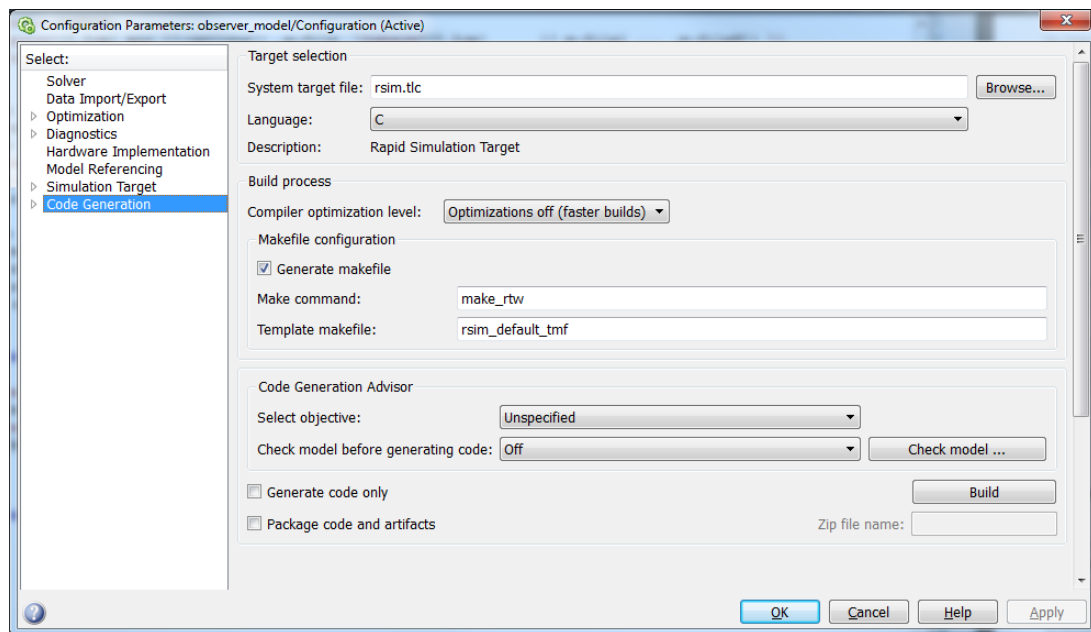 Configuration Parameters: observer_model/Configuration (Active)
Select:
Solver
Data Import/Export
Optimization
Diagnostics
Hardware Implementation
Model Referencing
Simulation Target
Code Generation
Target selection
System target file: rsim.tlc Browse...
Language: C
Description: Rapid Simulation Target
Build process
Compiler optimization level: Optimizations off (faster builds)
Makefile configuration
Generate makefile
Make command: make_rtw
Template makefile: rsim_default_tmf
Code Generation Advisor
Select objective: Unspecified
Check model before generating code: Off Check model ...
Generate code only Build
Package code and artifacts Zip file name:
OK Cancel Help Apply